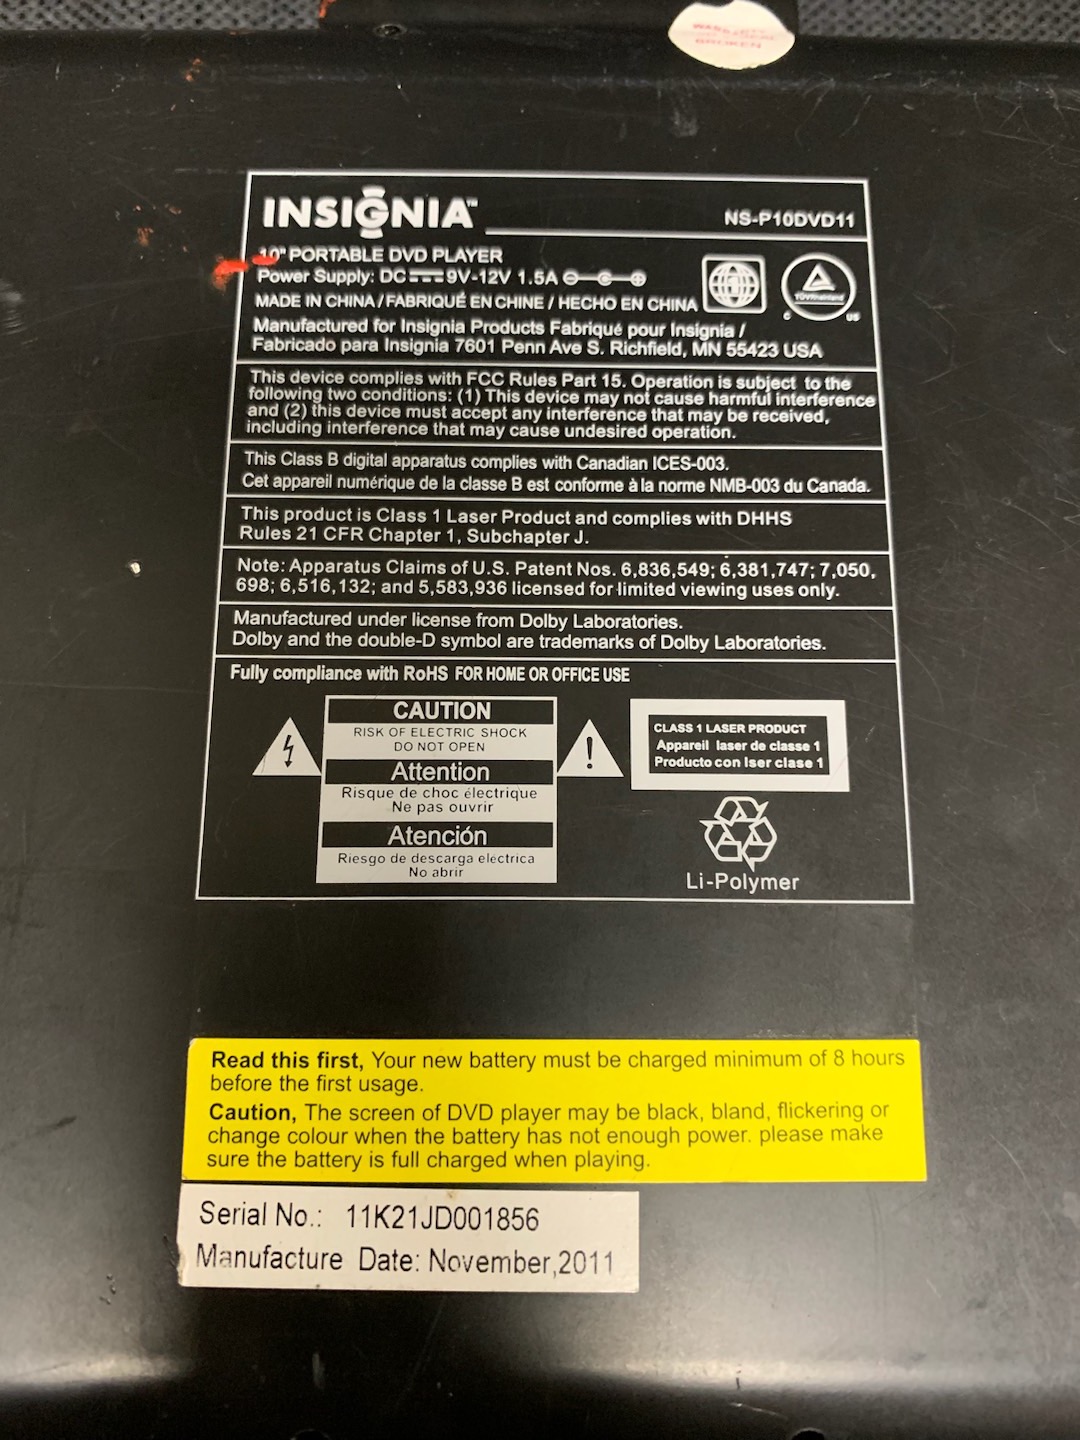 WARRANTY
BROKEN
INSIGNIA™
NS-P10DVD11
10" PORTABLE DVD PLAYER
Power Supply: DC 9V-12V 1.5A
MADE IN CHINA / FABRIQUÉ EN CHINE / HECHO EN CHINA
TÜVRheinland
C US
Manufactured for Insignia Products Fabriqué pour Insignia /
Fabricado para Insignia 7601 Penn Ave S. Richfield, MN 55423 USA
This device complies with FCC Rules Part 15. Operation is subject to the
following two conditions: (1) This device may not cause harmful interference
and (2) this device must accept any interference that may be received,
including interference that may cause undesired operation.
This Class B digital apparatus complies with Canadian ICES-003.
Cet appareil numérique de la classe B est conforme à la norme NMB-003 du Canada.
This product is Class 1 Laser Product and complies with DHHS
Rules 21 CFR Chapter 1, Subchapter J.
Note: Apparatus Claims of U.S. Patent Nos. 6,836,549; 6,381,747; 7,050,
698; 6,516,132; and 5,583,936 licensed for limited viewing uses only.
Manufactured under license from Dolby Laboratories.
Dolby and the double-D symbol are trademarks of Dolby Laboratories.
Fully compliance with RoHS FOR HOME OR OFFICE USE
CAUTION
RISK OF ELECTRIC SHOCK
DO NOT OPEN
Attention
Risque de choc électrique
Ne pas ouvrir
Atención
Riesgo de descarga eléctrica
No abrir
CLASS 1 LASER PRODUCT
Appareil laser de classe 1
Producto con lser clase 1
Li-Polymer
Read this first, Your new battery must be charged minimum of 8 hours
before the first usage.
Caution, The screen of DVD player may be black, bland, flickering or
change colour when the battery has not enough power. please make
sure the battery is full charged when playing.
Serial No.: 11K21JD001856
Manufacture Date: November,2011